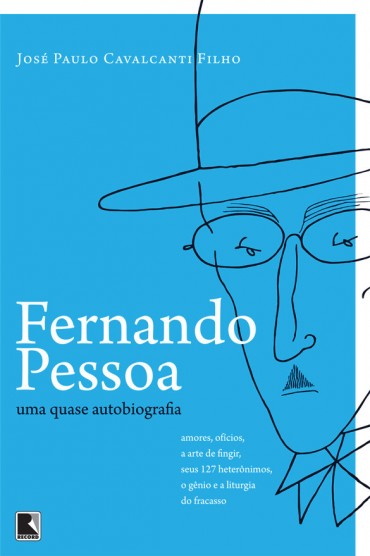 José Paulo Cavalcanti Filho
Fernando
Pessoa
uma quase autobiografia
amores, ofícios,
a arte de fingir,
seus 127 heterônimos,
o gênio e a liturgia
do fracasso
RECORD